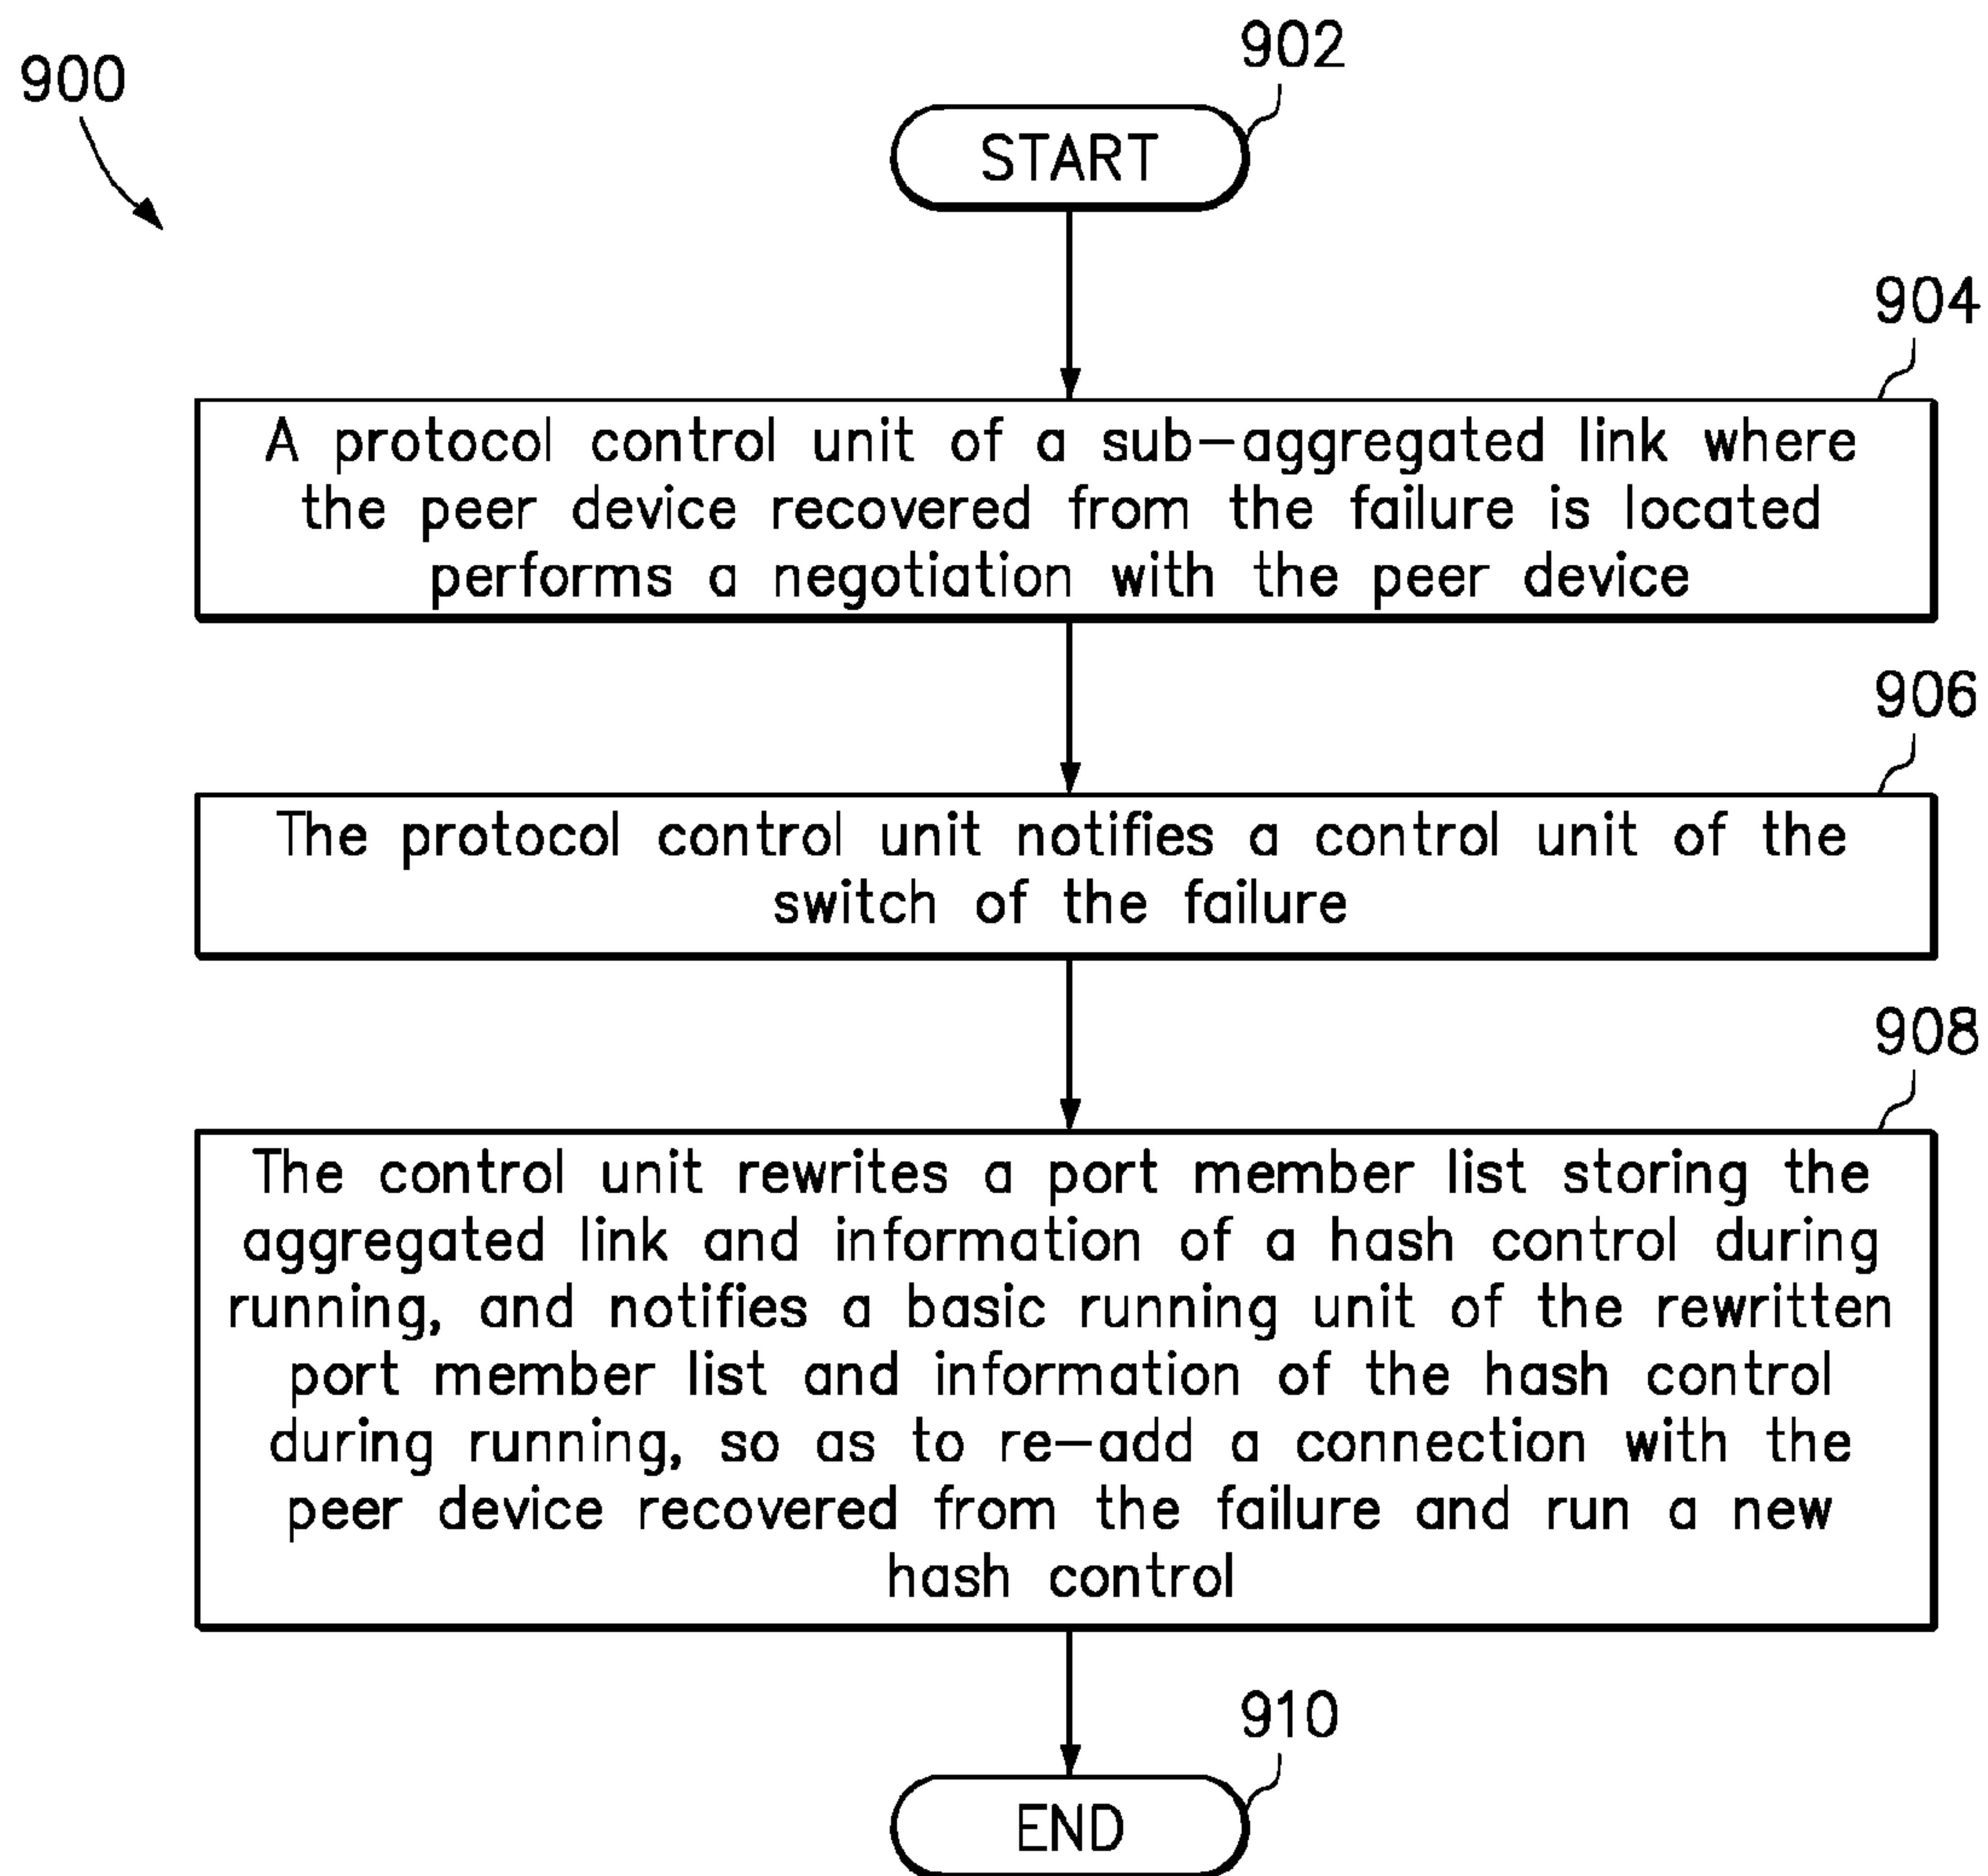 900
902
START
904
A protocol control unit of a sub-aggregated link where
the peer device recovered from the failure is located
performs a negotiation with the peer device
906
The protocol control unit notifies a control unit of the
switch of the failure
908
The control unit rewrites a port member list storing the
aggregated link and information of a hash control during
running, and notifies a basic running unit of the rewritten
port member list and information of the hash control
during running, so as to re-add a connection with the
peer device recovered from the failure and run a new
hash control
910
END